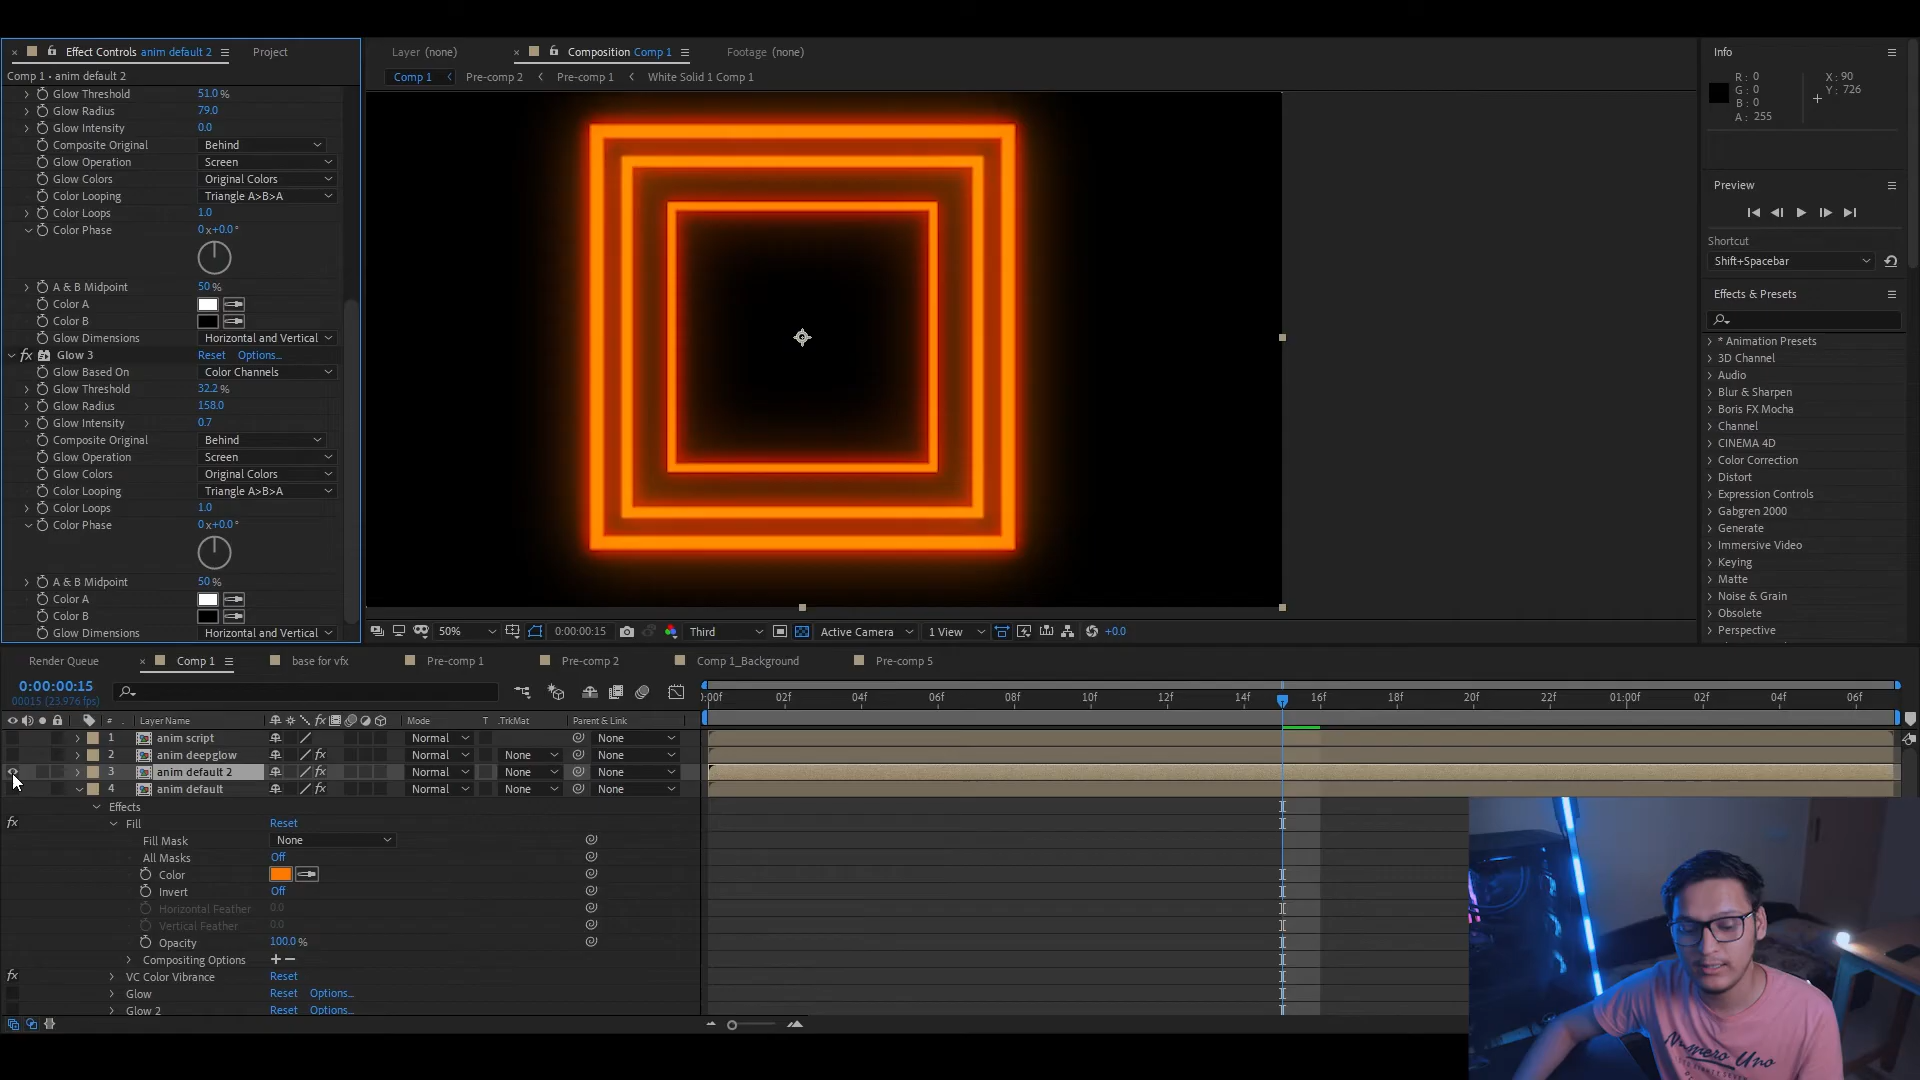 Effect Controls anim default 2
Project
Comp 1 • anim default 2
Glow Threshold 51.0 %
Glow Radius 79.0
Glow Intensity 0.0
Composite Original Behind
Glow Operation Screen
Glow Colors Original Colors
Color Looping Triangle A>B>A
Color Loops 1.0
Color Phase 0 x+0.0 °
A & B Midpoint 50 %
Color A
Color B
Glow Dimensions Horizontal and Vertical
fx Glow 3 Reset Options...
Glow Based On Color Channels
Glow Threshold 32.2 %
Glow Radius 158.0
Glow Intensity 0.7
Composite Original Behind
Glow Operation Screen
Glow Colors Original Colors
Color Looping Triangle A>B>A
Color Loops 1.0
Color Phase 0 x+0.0 °
A & B Midpoint 50 %
Color A
Color B
Glow Dimensions Horizontal and Vertical
Layer (none)
Composition Comp 1
Footage (none)
Comp 1 Pre-comp 2 Pre-comp 1 White Solid 1 Comp 1
50% 0:00:00:15 Third Active Camera 1 View +0.0
Info
R : 0
G : 0
B : 0
A : 255
X : 90
Y : 726
Preview
Shortcut
Shift+Spacebar
Effects & Presets
* Animation Presets
3D Channel
Audio
Blur & Sharpen
Boris FX Mocha
Channel
CINEMA 4D
Color Correction
Distort
Expression Controls
Gabgren 2000
Generate
Immersive Video
Keying
Matte
Noise & Grain
Obsolete
Perspective
Render Queue Comp 1 base for vfx Pre-comp 1 Pre-comp 2 Comp 1_Background Pre-comp 5
0:00:00:15
00015 (23.976 fps)
:00f 02f 04f 06f 08f 10f 12f 14f 16f 18f 20f 22f 01:00f 02f 04f 06f
# Layer Name fx Mode T .TrkMat Parent & Link
1 anim script Normal None
2 anim deepglow fx Normal None None
3 anim default 2 fx Normal None None
4 anim default fx Normal None None
Effects
fx Fill Reset
Fill Mask None
All Masks Off
Color
Invert Off
Horizontal Feather 0.0
Vertical Feather 0.0
Opacity 100.0 %
Compositing Options + −
fx VC Color Vibrance Reset
Glow Reset Options...
Glow 2 Reset Options...
Numero Uno